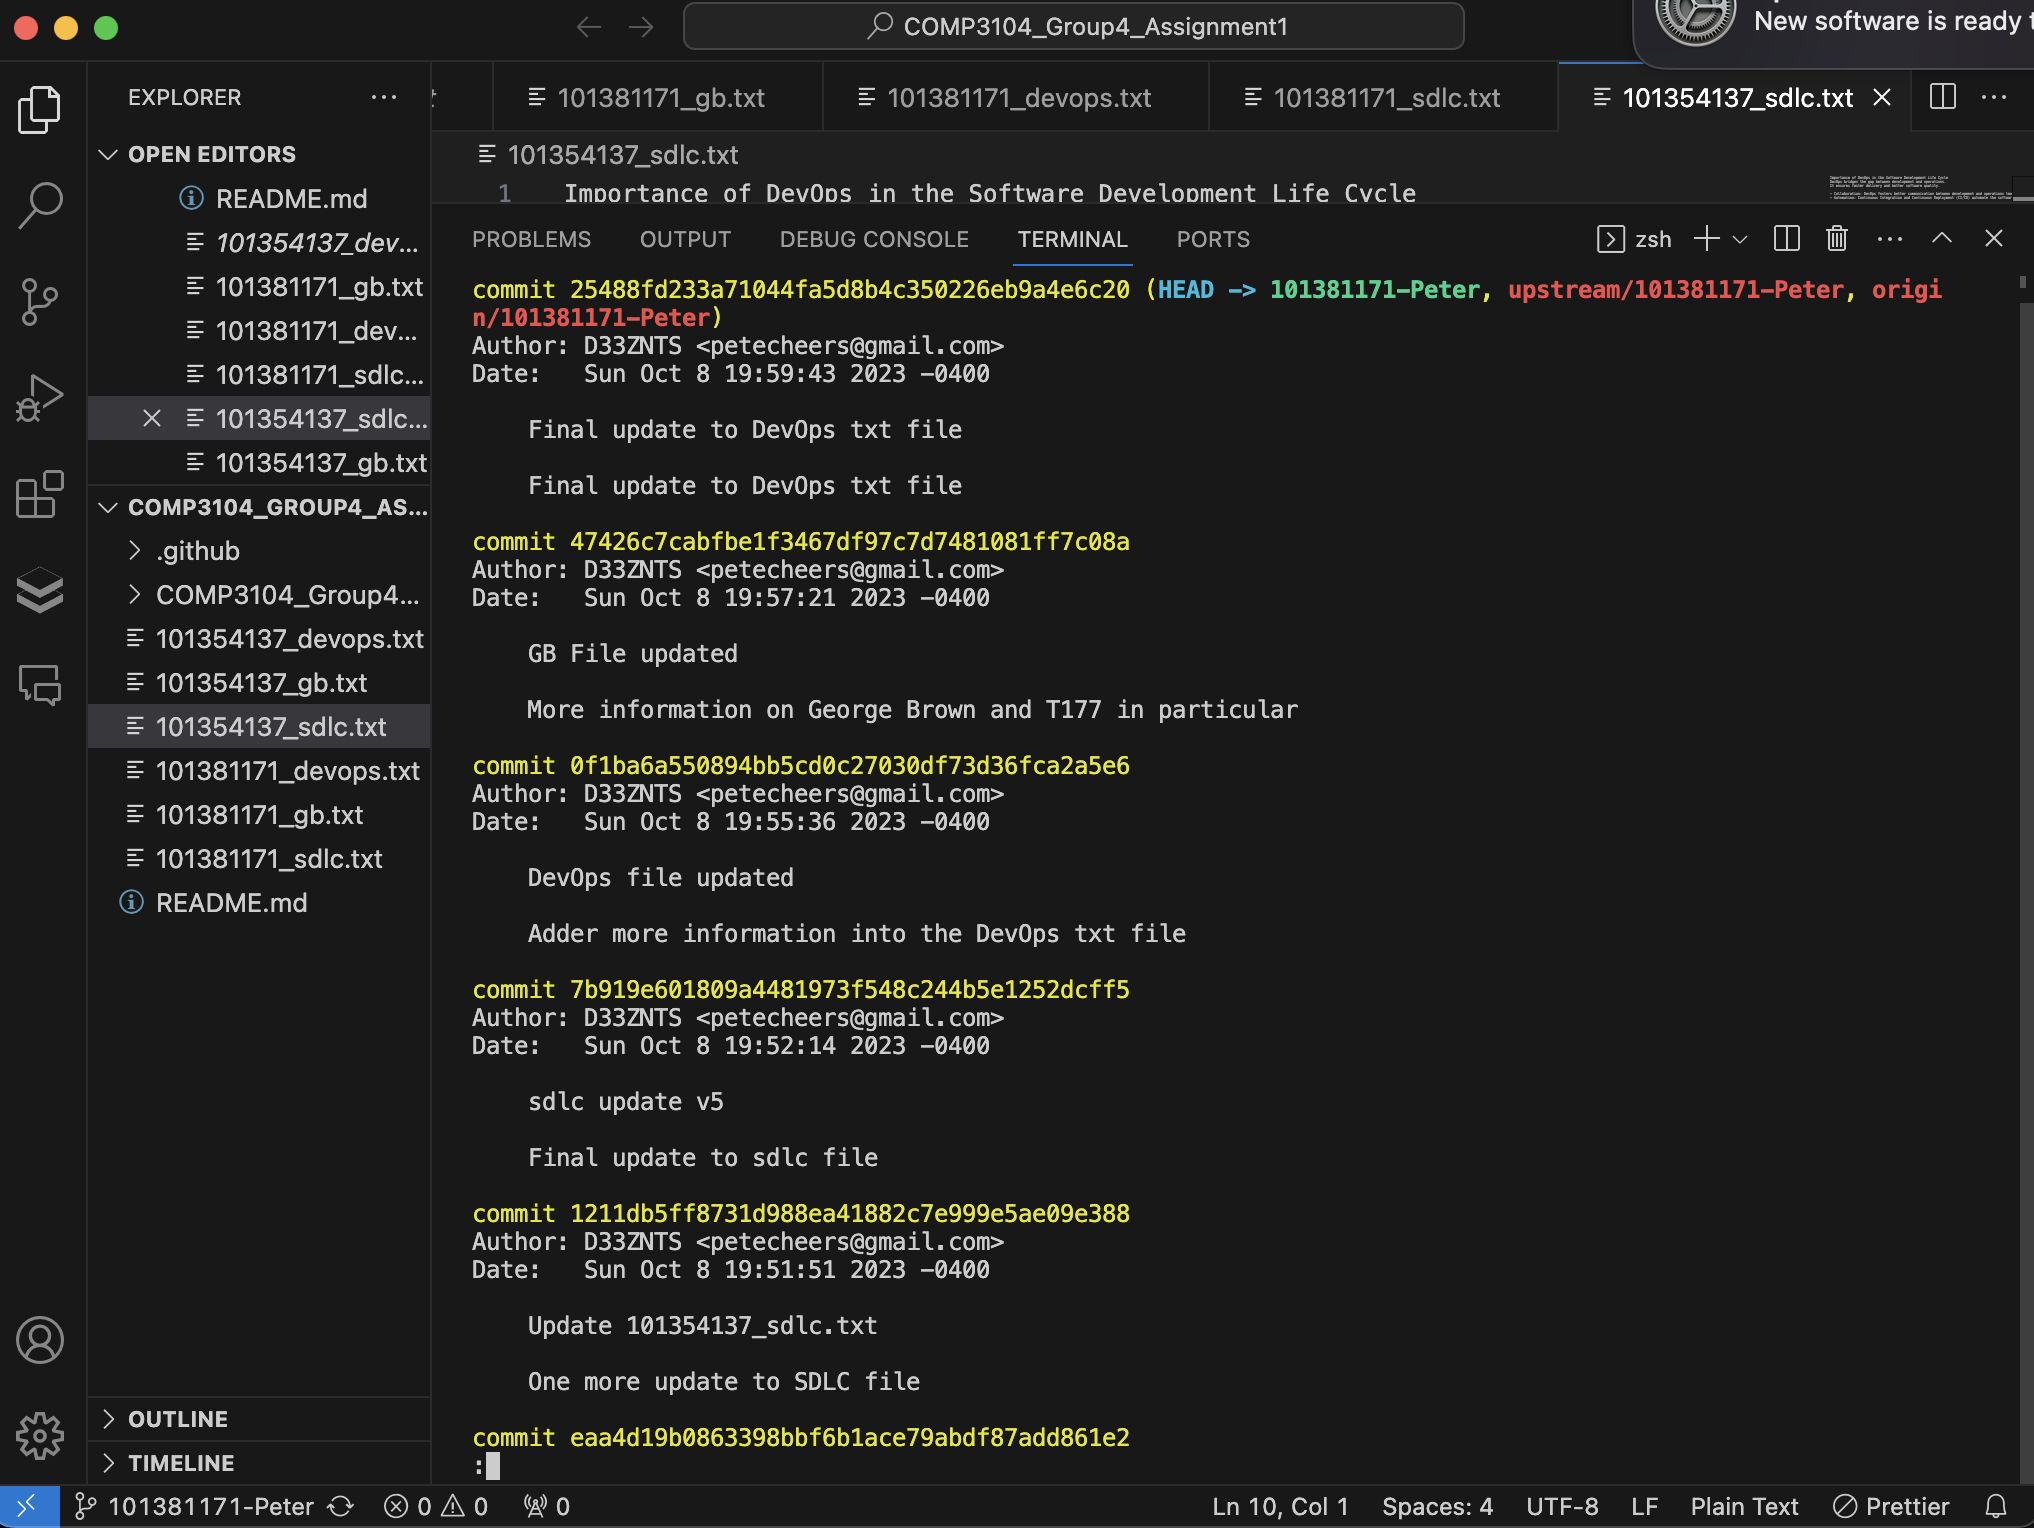 COMP3104_Group4_Assignment1
New software is ready
EXPLORER
101381171_gb.txt
101381171_devops.txt
101381171_sdlc.txt
101354137_sdlc.txt
OPEN EDITORS
README.md
101354137_dev...
101381171_gb.txt
101381171_dev...
101381171_sdlc...
101354137_sdlc...
101354137_gb.txt
COMP3104_GROUP4_AS...
.github
COMP3104_Group4...
101354137_devops.txt
101354137_gb.txt
101354137_sdlc.txt
101381171_devops.txt
101381171_gb.txt
101381171_sdlc.txt
README.md
OUTLINE
TIMELINE
101354137_sdlc.txt
1 Importance of DevOps in the Software Development Life Cycle
PROBLEMS OUTPUT DEBUG CONSOLE TERMINAL PORTS
zsh
commit 25488fd233a71044fa5d8b4c350226eb9a4e6c20 (HEAD -> 101381171-Peter, upstream/101381171-Peter, origi
n/101381171-Peter)
Author: D33ZNTS <petecheers@gmail.com>
Date: Sun Oct 8 19:59:43 2023 -0400
Final update to DevOps txt file
Final update to DevOps txt file
commit 47426c7cabfbe1f3467df97c7d7481081ff7c08a
Author: D33ZNTS <petecheers@gmail.com>
Date: Sun Oct 8 19:57:21 2023 -0400
GB File updated
More information on George Brown and T177 in particular
commit 0f1ba6a550894bb5cd0c27030df73d36fca2a5e6
Author: D33ZNTS <petecheers@gmail.com>
Date: Sun Oct 8 19:55:36 2023 -0400
DevOps file updated
Adder more information into the DevOps txt file
commit 7b919e601809a4481973f548c244b5e1252dcff5
Author: D33ZNTS <petecheers@gmail.com>
Date: Sun Oct 8 19:52:14 2023 -0400
sdlc update v5
Final update to sdlc file
commit 1211db5ff8731d988ea41882c7e999e5ae09e388
Author: D33ZNTS <petecheers@gmail.com>
Date: Sun Oct 8 19:51:51 2023 -0400
Update 101354137_sdlc.txt
One more update to SDLC file
commit eaa4d19b0863398bbf6b1ace79abdf87add861e2
:
101381171-Peter 0 0 0 Ln 10, Col 1 Spaces: 4 UTF-8 LF Plain Text Prettier